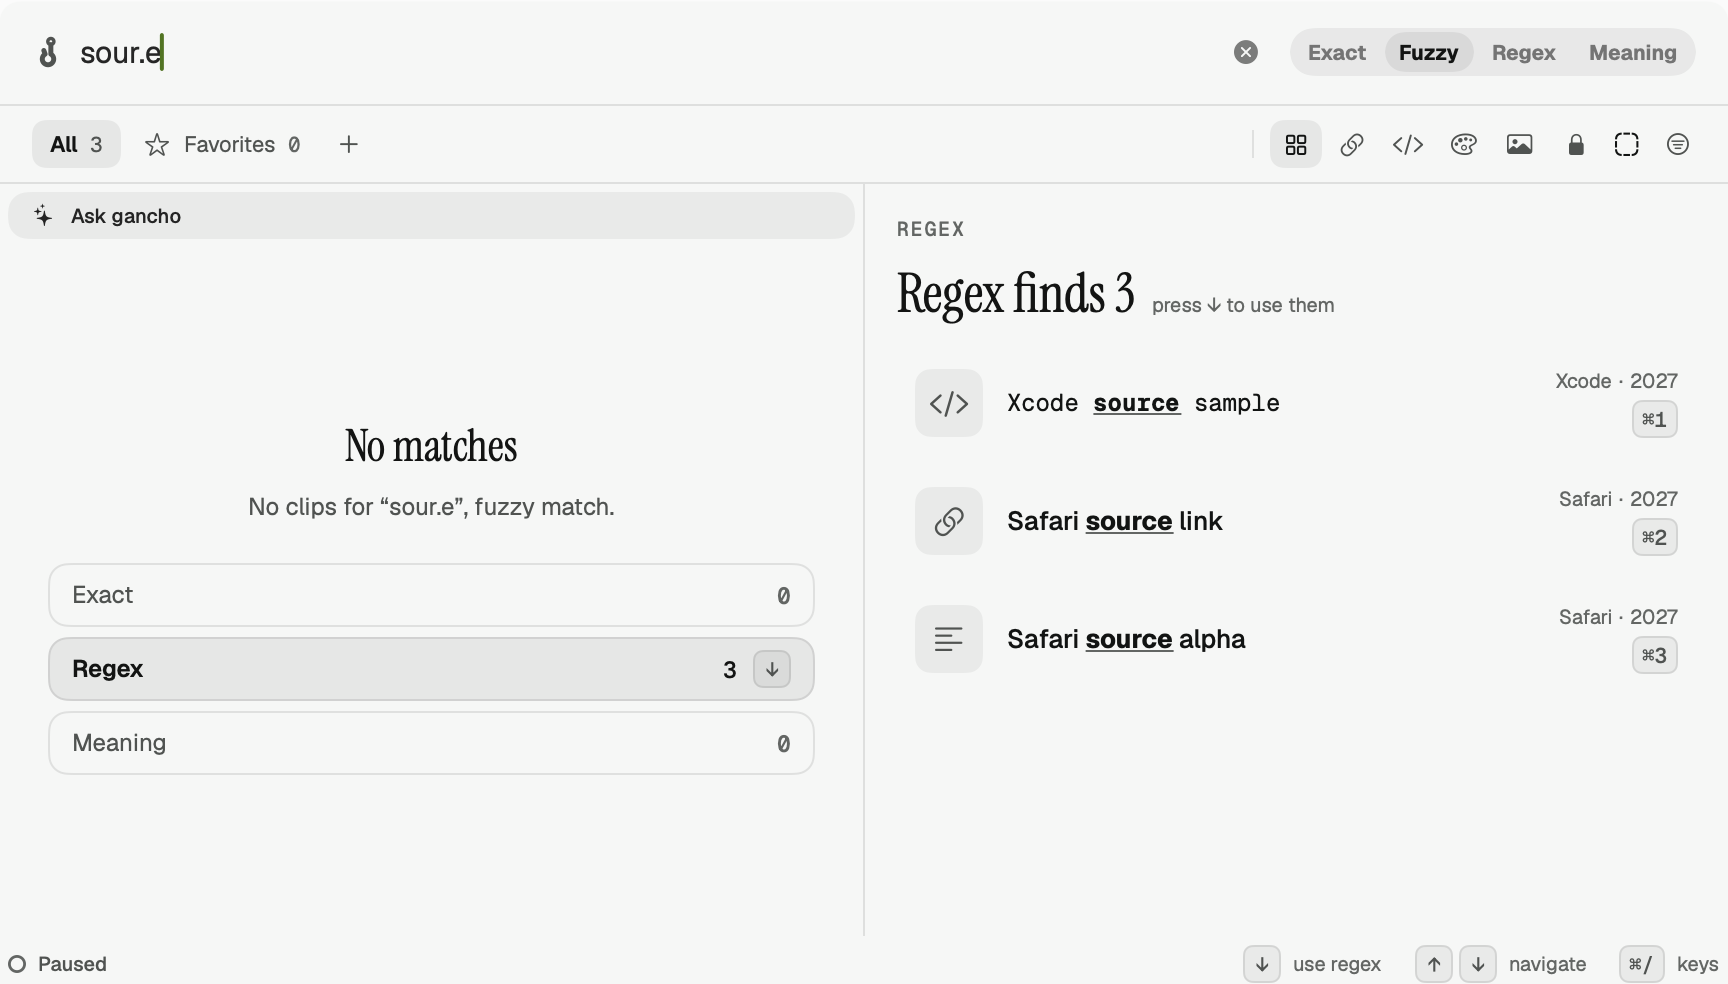 sour.e
Exact Fuzzy Regex Meaning
All 3 Favorites 0 +
</>
Ask gancho
No matches
No clips for “sour.e”, fuzzy match.
Exact 0
Regex 3 ↓
Meaning 0
REGEX
Regex finds 3 press ↓ to use them
</> Xcode source sample Xcode · 2027
⌘1
Safari source link Safari · 2027
⌘2
Safari source alpha Safari · 2027
⌘3
Paused
↓ use regex ↑ ↓ navigate ⌘/ keys